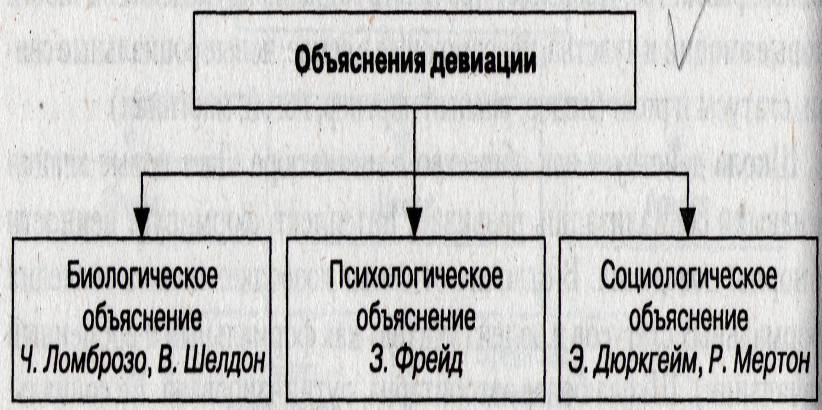 Объяснения девиации
Биологическое
объяснение
Ч. Ломброзо, В. Шелдон
Психологическое
объяснение
З. Фрейд
Социологическое
объяснение
Э. Дюркгейм, Р. Мертон